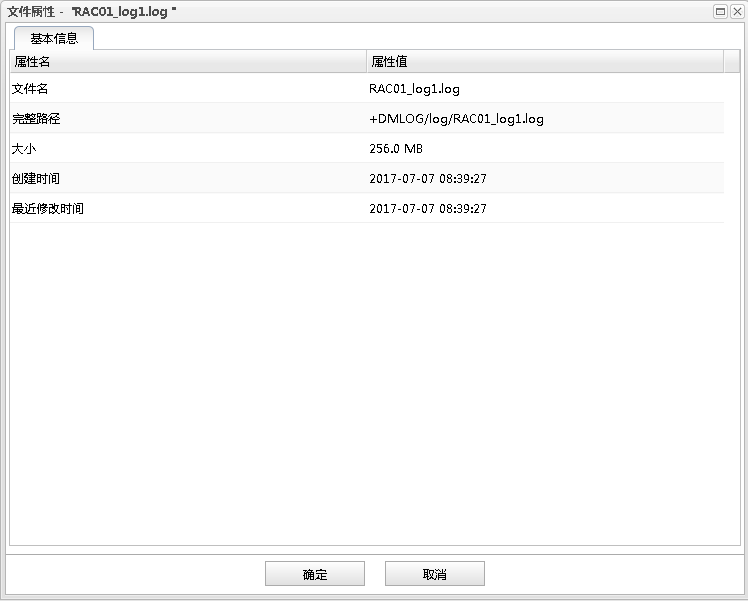 文件属性 - "RAC01_log1.log "
基本信息
属性名 属性值
文件名 RAC01_log1.log
完整路径 +DMLOG/log/RAC01_log1.log
大小 256.0 MB
创建时间 2017-07-07 08:39:27
最近修改时间 2017-07-07 08:39:27
确定 取消